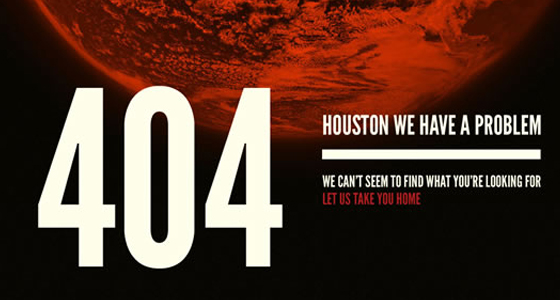 404
HOUSTON WE HAVE A PROBLEM
WE CAN'T SEEM TO FIND WHAT YOU'RE LOOKING FOR
LET US TAKE YOU HOME